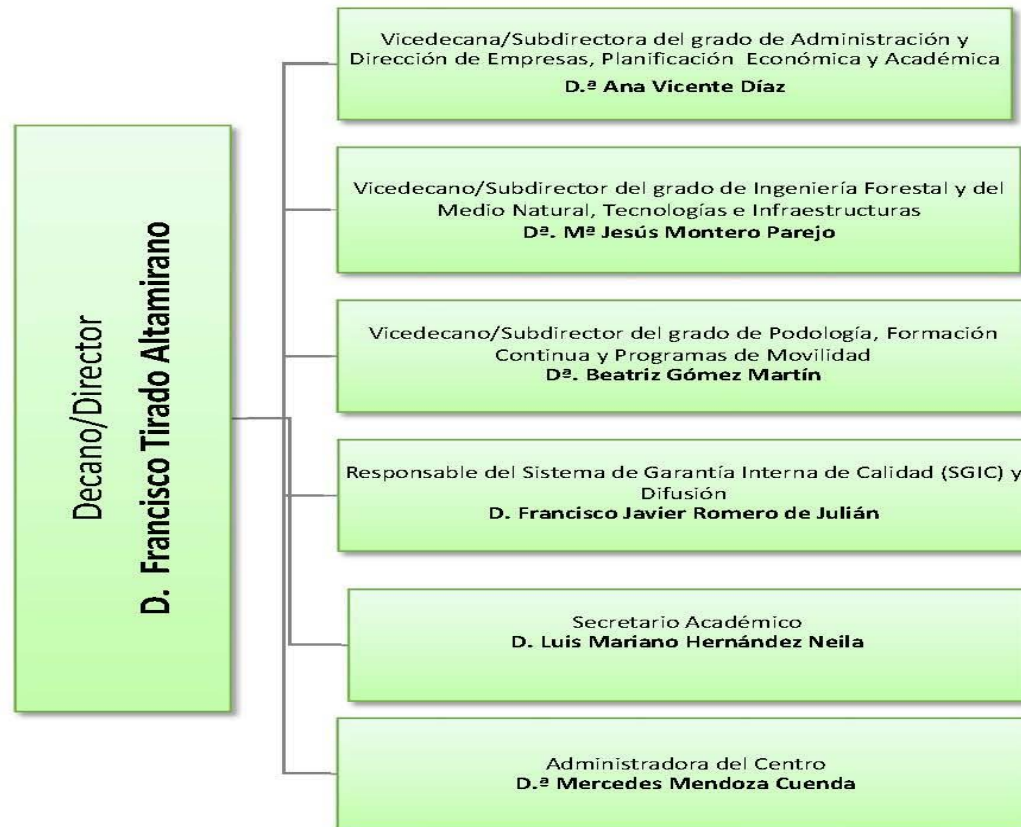 Decano/Director
D. Francisco Tirado Altamirano
Vicedecana/Subdirectora del grado de Administración y
Dirección de Empresas, Planificación Económica y Académica
D.ª Ana Vicente Díaz
Vicedecano/Subdirector del grado de Ingeniería Forestal y del
Medio Natural, Tecnologías e Infraestructuras
Dª. Mª Jesús Montero Parejo
Vicedecano/Subdirector del grado de Podología, Formación
Continua y Programas de Movilidad
Dª. Beatriz Gómez Martín
Responsable del Sistema de Garantía Interna de Calidad (SGIC) y
Difusión
D. Francisco Javier Romero de Julián
Secretario Académico
D. Luis Mariano Hernández Neila
Administradora del Centro
D.ª Mercedes Mendoza Cuenda